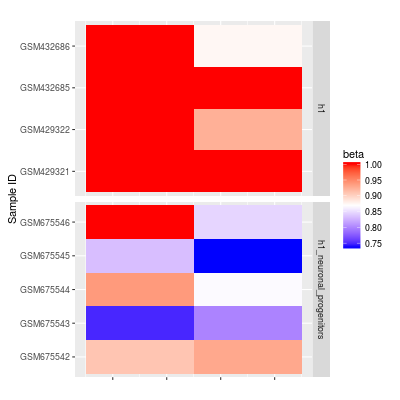 GSM432686
GSM432685
GSM429322
GSM429321
h1
GSM675546
GSM675545
GSM675544
GSM675543
GSM675542
h1_neuronal_progenitors
Sample ID
beta
1.00
0.95
0.90
0.85
0.80
0.75